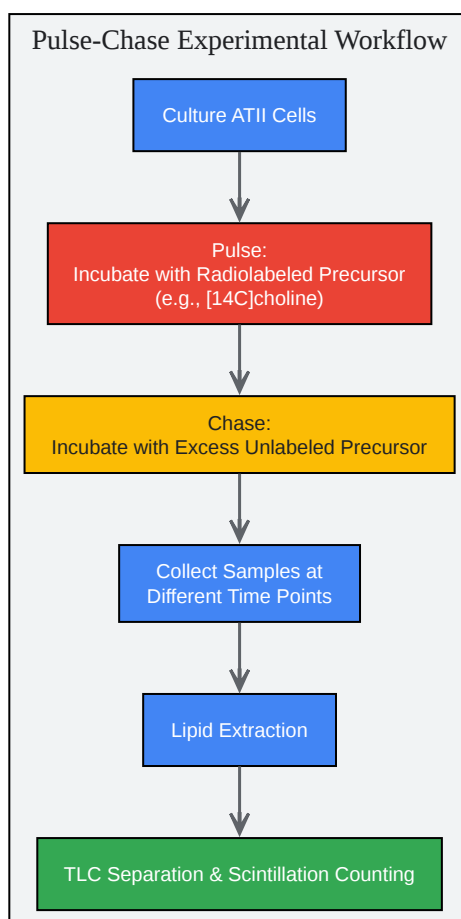 Pulse-Chase Experimental Workflow
Culture ATII Cells
Pulse:
Incubate with Radiolabeled Precursor
(e.g., [14C]choline)
Chase:
Incubate with Excess Unlabeled Precursor
Collect Samples at
Different Time Points
Lipid Extraction
TLC Separation & Scintillation Counting